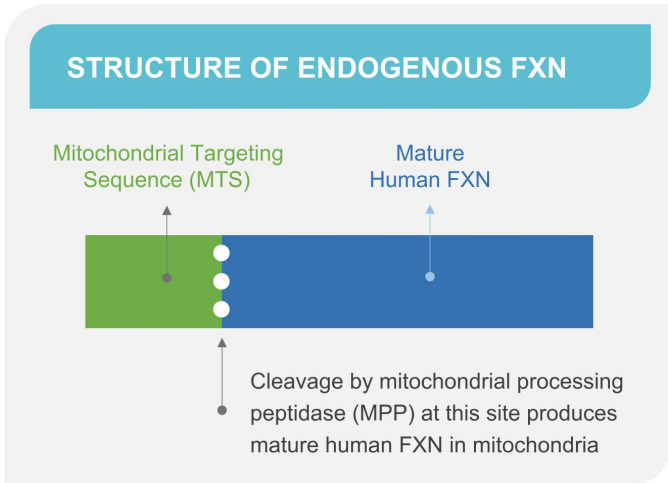 STRUCTURE OF ENDOGENOUS FXN
Mitochondrial Targeting
Sequence (MTS)
Mature
Human FXN
Cleavage by mitochondrial processing
peptidase (MPP) at this site produces
mature human FXN in mitochondria